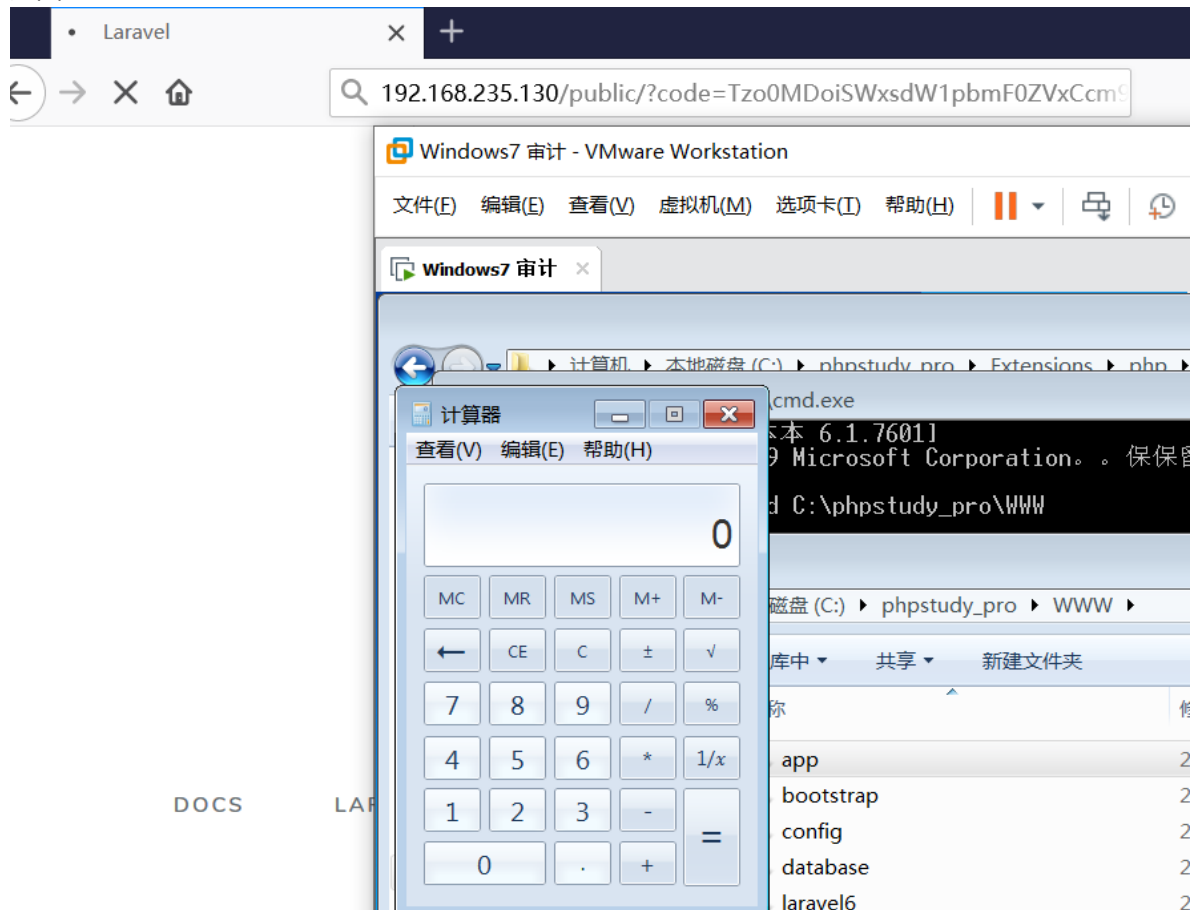 Laravel
192.168.235.130/public/?code=Tzo0MDoiSWxsdW1pbmF0ZVxCcm9
Windows7 审计 - VMware Workstation
文件(F) 编辑(E) 查看(V) 虚拟机(M) 选项卡(T) 帮助(H)
Windows7 审计
计算机 本地磁盘 (C:) phpstudy_pro Extensions php
\cmd.exe
本 6.1.7601]
9 Microsoft Corporation。。保保留
d C:\phpstudy_pro\WWW
计算器
查看(V) 编辑(E) 帮助(H)
0
MC MR MS M+ M-
← CE C ± √
7 8 9 / %
4 5 6 * 1/x
1 2 3 - =
0 . +
磁盘 (C:) phpstudy_pro WWW
库中 共享 新建文件夹
称
app
bootstrap
config
database
laravel6
DOCS LAR